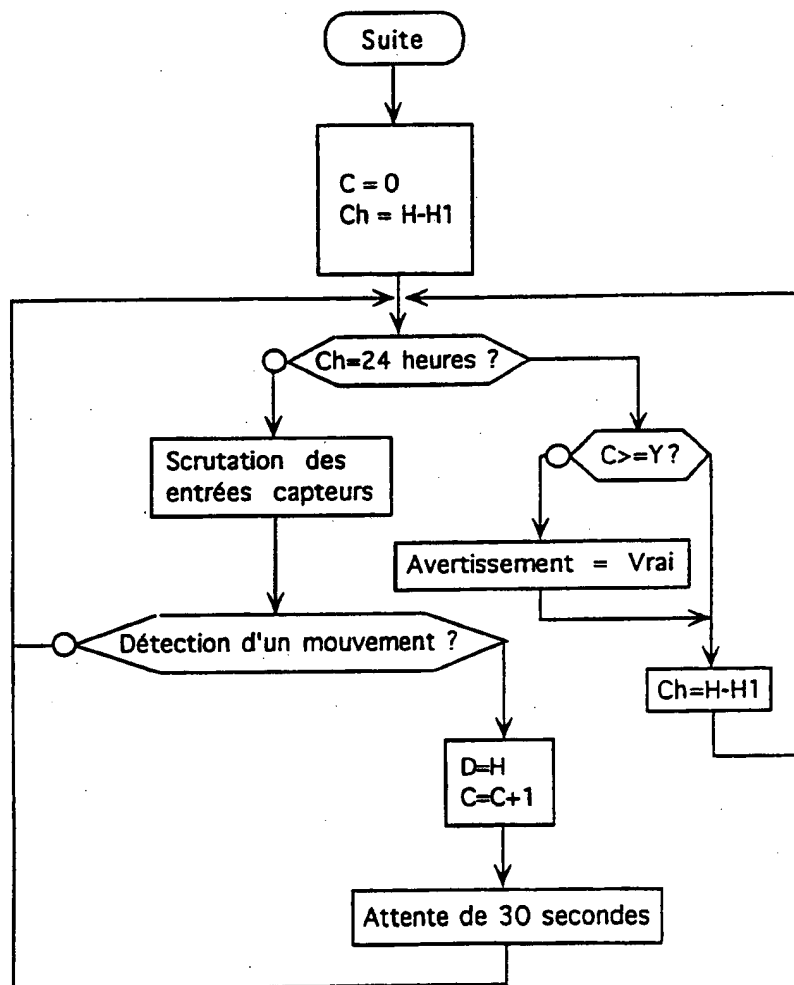 Suite
C = 0
Ch = H-H1
Ch=24 heures ?
C>=Y?
Scrutation des
entrées capteurs
Avertissement = Vrai
Détection d'un mouvement ?
Ch=H-H1
D=H
C=C+1
Attente de 30 secondes